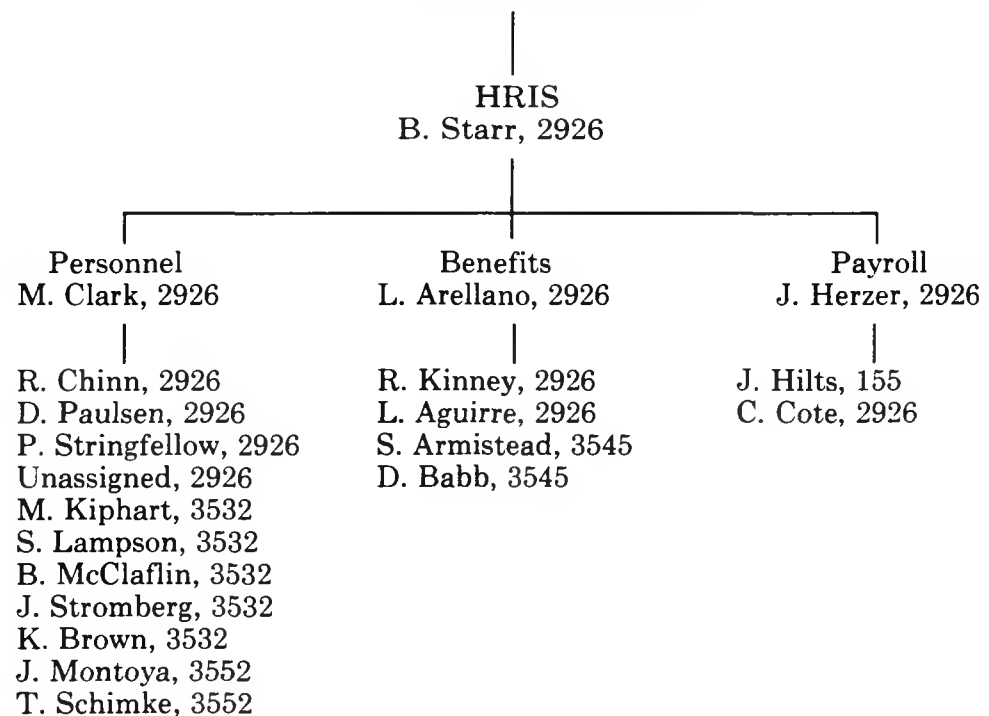 HRIS
B. Starr, 2926
Personnel
M. Clark, 2926
R. Chinn, 2926
D. Paulsen, 2926
P. Stringfellow, 2926
Unassigned, 2926
M. Kiphart, 3532
S. Lampson, 3532
B. McClaflin, 3532
J. Stromberg, 3532
K. Brown, 3532
J. Montoya, 3552
T. Schimke, 3552
Benefits
L. Arellano, 2926
R. Kinney, 2926
L. Aguirre, 2926
S. Armistead, 3545
D. Babb, 3545
Payroll
J. Herzer, 2926
J. Hilts, 155
C. Cote, 2926